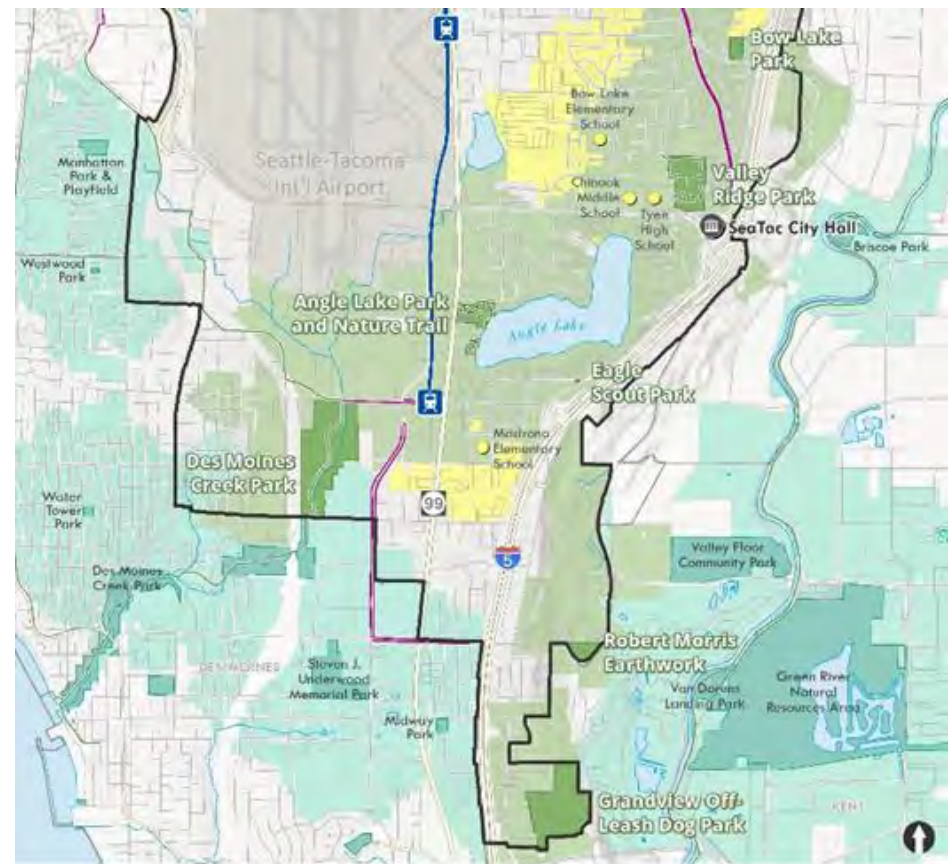 Bow Lake
Park
Bow Lake
Elementary
School
Manhattan
Park &
Playfield
Seattle-Tacoma
Int'l Airport
Chinook
Middle
School
Tyee
High
School
Valley
Ridge Park
SeaTac City Hall
Briscoe Park
Westwood
Park
Angle Lake Park
and Nature Trail
Angle Lake
Eagle
Scout Park
Madrona
Elementary
School
Des Moines
Creek Park
99
Water
Tower
Park
5
Valley Floor
Community Park
Des Moines
Creek Park
Robert Morris
Earthwork
DES MOINES
Steven J.
Underwood
Memorial Park
Van Dorens
Landing Park
Green River
Natural
Resources Area
Midway
Park
Grandview Off-
Leash Dog Park
KENT